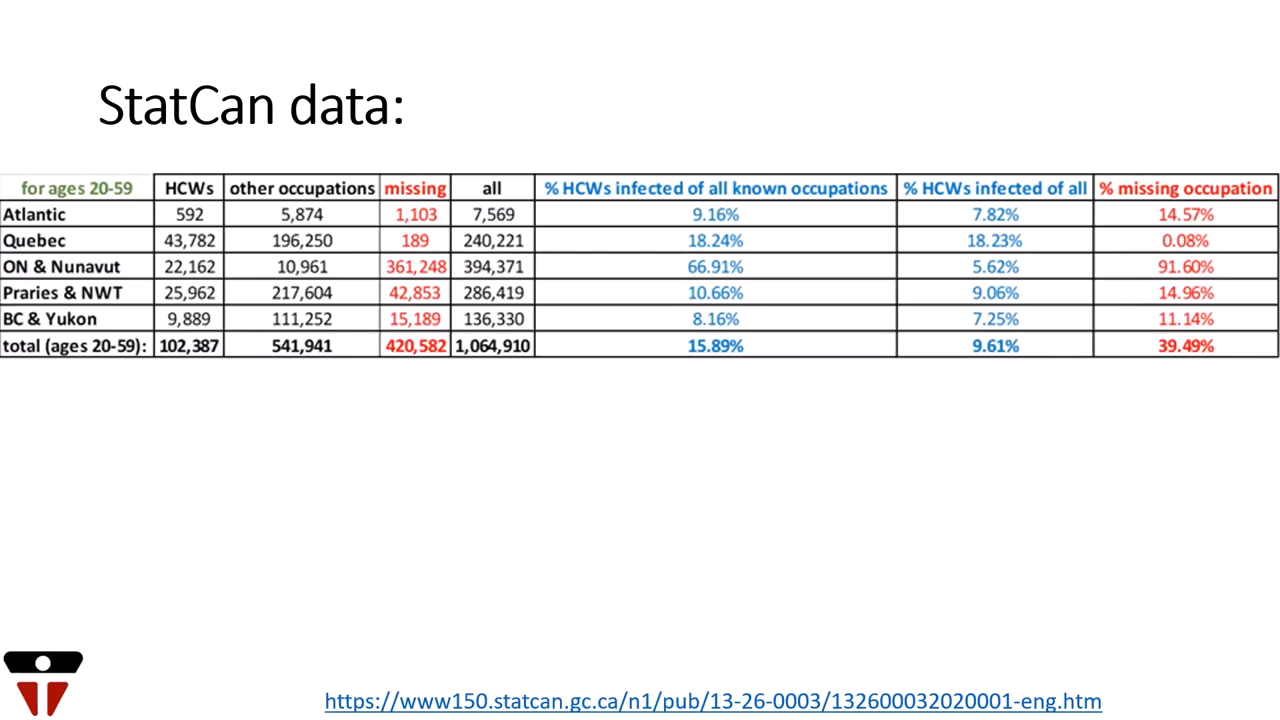 StatCan data:
for ages 20-59 HCWs other occupations missing all % HCWs infected of all known occupations % HCWs infected of all % missing occupation
Atlantic 592 5,874 1,103 7,569 9.16% 7.82% 14.57%
Quebec 43,782 196,250 189 240,221 18.24% 18.23% 0.08%
ON & Nunavut 22,162 10,961 361,248 394,371 66.91% 5.62% 91.60%
Praries & NWT 25,962 217,604 42,853 286,419 10.66% 9.06% 14.96%
BC & Yukon 9,889 111,252 15,189 136,330 8.16% 7.25% 11.14%
total (ages 20-59): 102,387 541,941 420,582 1,064,910 15.89% 9.61% 39.49%
https://www150.statcan.gc.ca/n1/pub/13-26-0003/132600032020001-eng.htm